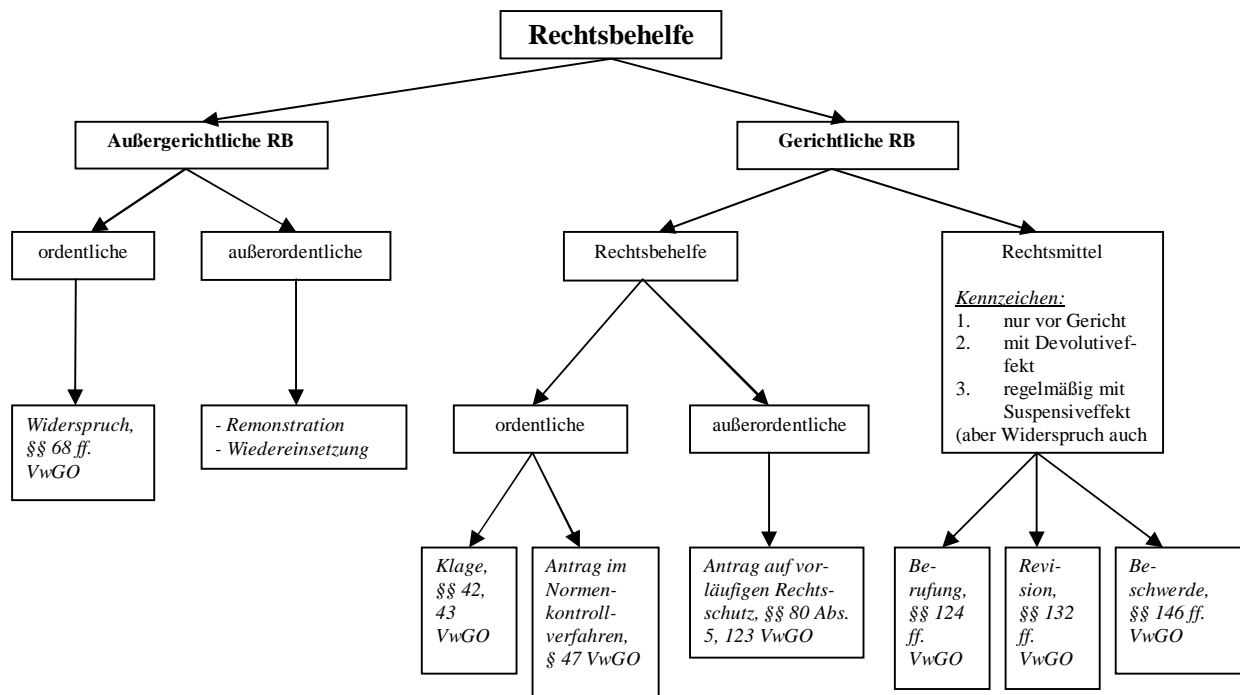 Rechtsbehelfe
Außergerichtliche RB
Gerichtliche RB
ordentliche
außerordentliche
Rechtsbehelfe
Rechtsmittel
Kennzeichen:
1. nur vor Gericht
2. mit Devolutivef-
fekt
3. regelmäßig mit
Suspensiveffekt
(aber Widerspruch auch
Widerspruch,
§§ 68 ff.
VwGO
- Remonstration
- Wiedereinsetzung
ordentliche
außerordentliche
Klage,
§§ 42,
43
VwGO
Antrag im
Normen-
kontroll-
verfahren,
§ 47 VwGO
Antrag auf vor-
läufigen Rechts-
schutz, §§ 80 Abs.
5, 123 VwGO
Be-
rufung,
§§ 124
ff.
VwGO
Revi-
sion,
§§ 132
ff.
VwGO
Be-
schwerde,
§§ 146 ff.
VwGO